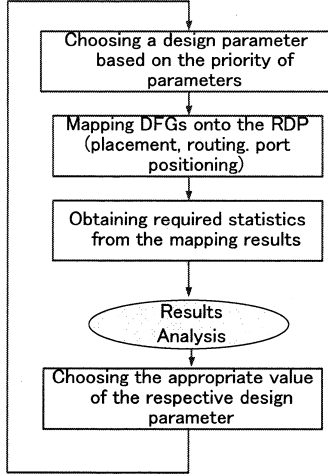 Choosing a design parameter
based on the priority of
parameters
Mapping DFGs onto the RDP
(placement, routing. port
positioning)
Obtaining required statistics
from the mapping results
Results
Analysis
Choosing the appropriate value
of the respective design
parameter